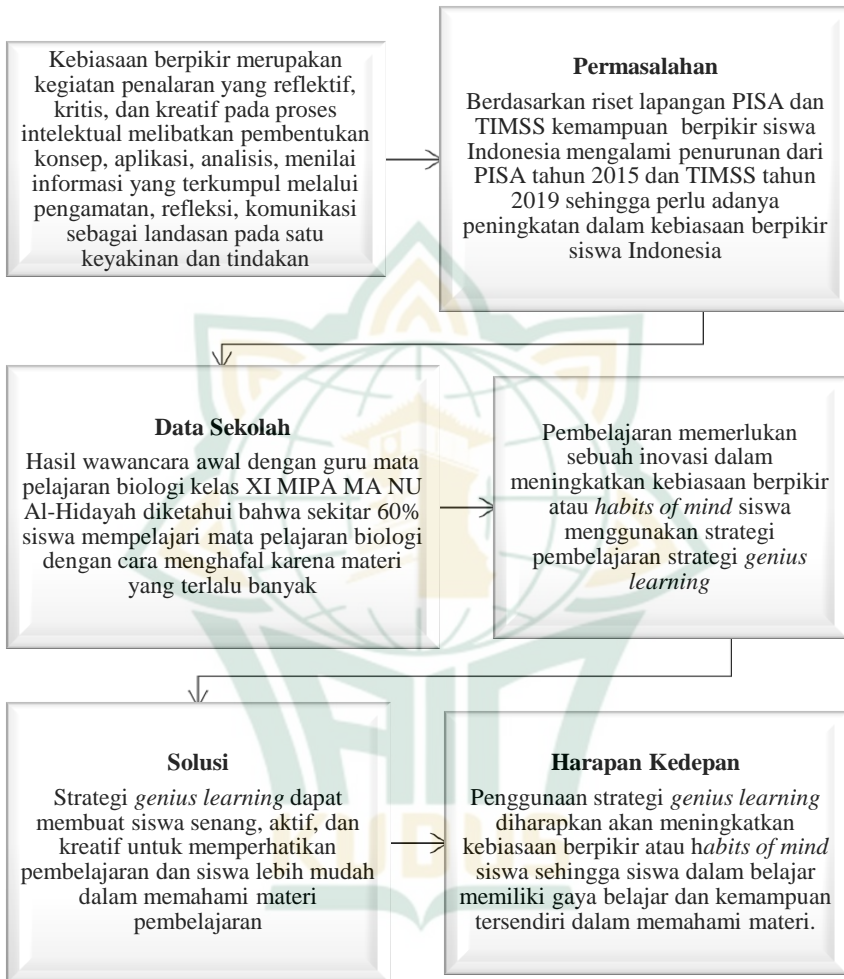 Kebiasaan berpikir merupakan
kegiatan penalaran yang reflektif,
kritis, dan kreatif pada proses
intelektual melibatkan pembentukan
konsep, aplikasi, analisis, menilai
informasi yang terkumpul melalui
pengamatan, refleksi, komunikasi
sebagai landasan pada satu
keyakinan dan tindakan
Permasalahan
Berdasarkan riset lapangan PISA dan
TIMSS kemampuan berpikir siswa
Indonesia mengalami penurunan dari
PISA tahun 2015 dan TIMSS tahun
2019 sehingga perlu adanya
peningkatan dalam kebiasaan berpikir
siswa Indonesia
Data Sekolah
Hasil wawancara awal dengan guru mata
pelajaran biologi kelas XI MIPA MA NU
Al-Hidayah diketahui bahwa sekitar 60%
siswa mempelajari mata pelajaran biologi
dengan cara menghafal karena materi
yang terlalu banyak
Pembelajaran memerlukan
sebuah inovasi dalam
meningkatkan kebiasaan berpikir
atau habits of mind siswa
menggunakan strategi
pembelajaran strategi genius
learning
Solusi
Strategi genius learning dapat
membuat siswa senang, aktif, dan
kreatif untuk memperhatikan
pembelajaran dan siswa lebih mudah
dalam memahami materi
pembelajaran
Harapan Kedepan
Penggunaan strategi genius learning
diharapkan akan meningkatkan
kebiasaan berpikir atau habits of mind
siswa sehingga siswa dalam belajar
memiliki gaya belajar dan kemampuan
tersendiri dalam memahami materi.
KUDUS